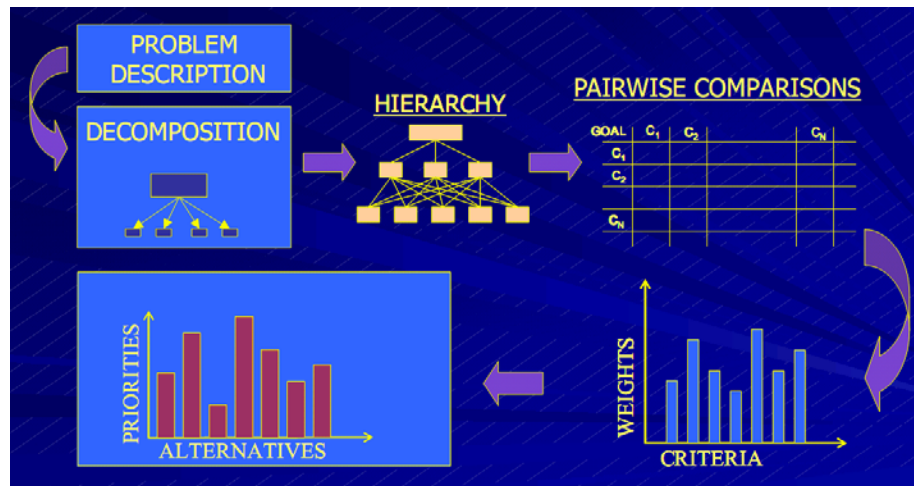 PROBLEM
DESCRIPTION
DECOMPOSITION
HIERARCHY
PAIRWISE COMPARISONS
GOAL C₁ C₂ Cₙ
C₁
C₂
Cₙ
PRIORITIES
ALTERNATIVES
WEIGHTS
CRITERIA